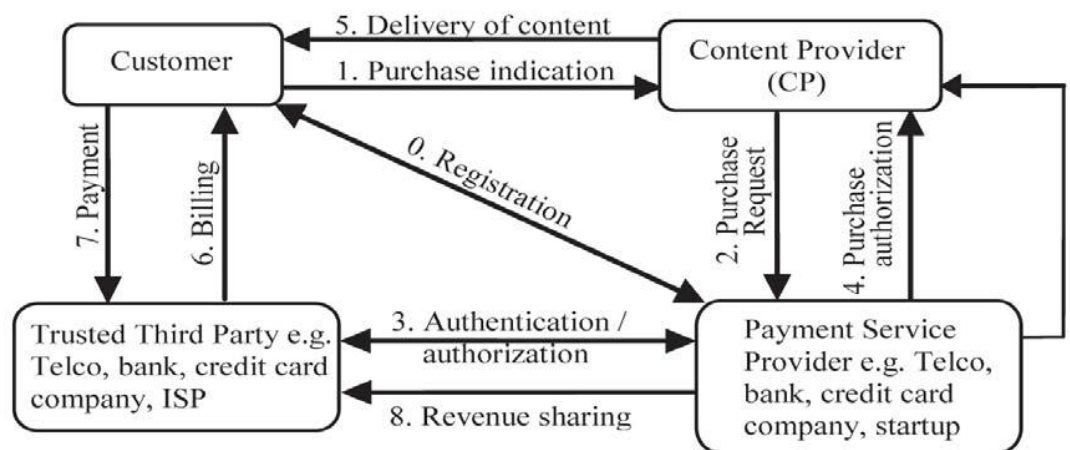 5. Delivery of content
Customer
1. Purchase indication
Content Provider
(CP)
0. Registration
7. Payment
6. Billing
2. Purchase
Request
4. Purchase
authorization
Trusted Third Party e.g.
Telco, bank, credit card
company, ISP
3. Authentication /
authorization
8. Revenue sharing
Payment Service
Provider e.g. Telco,
bank, credit card
company, startup